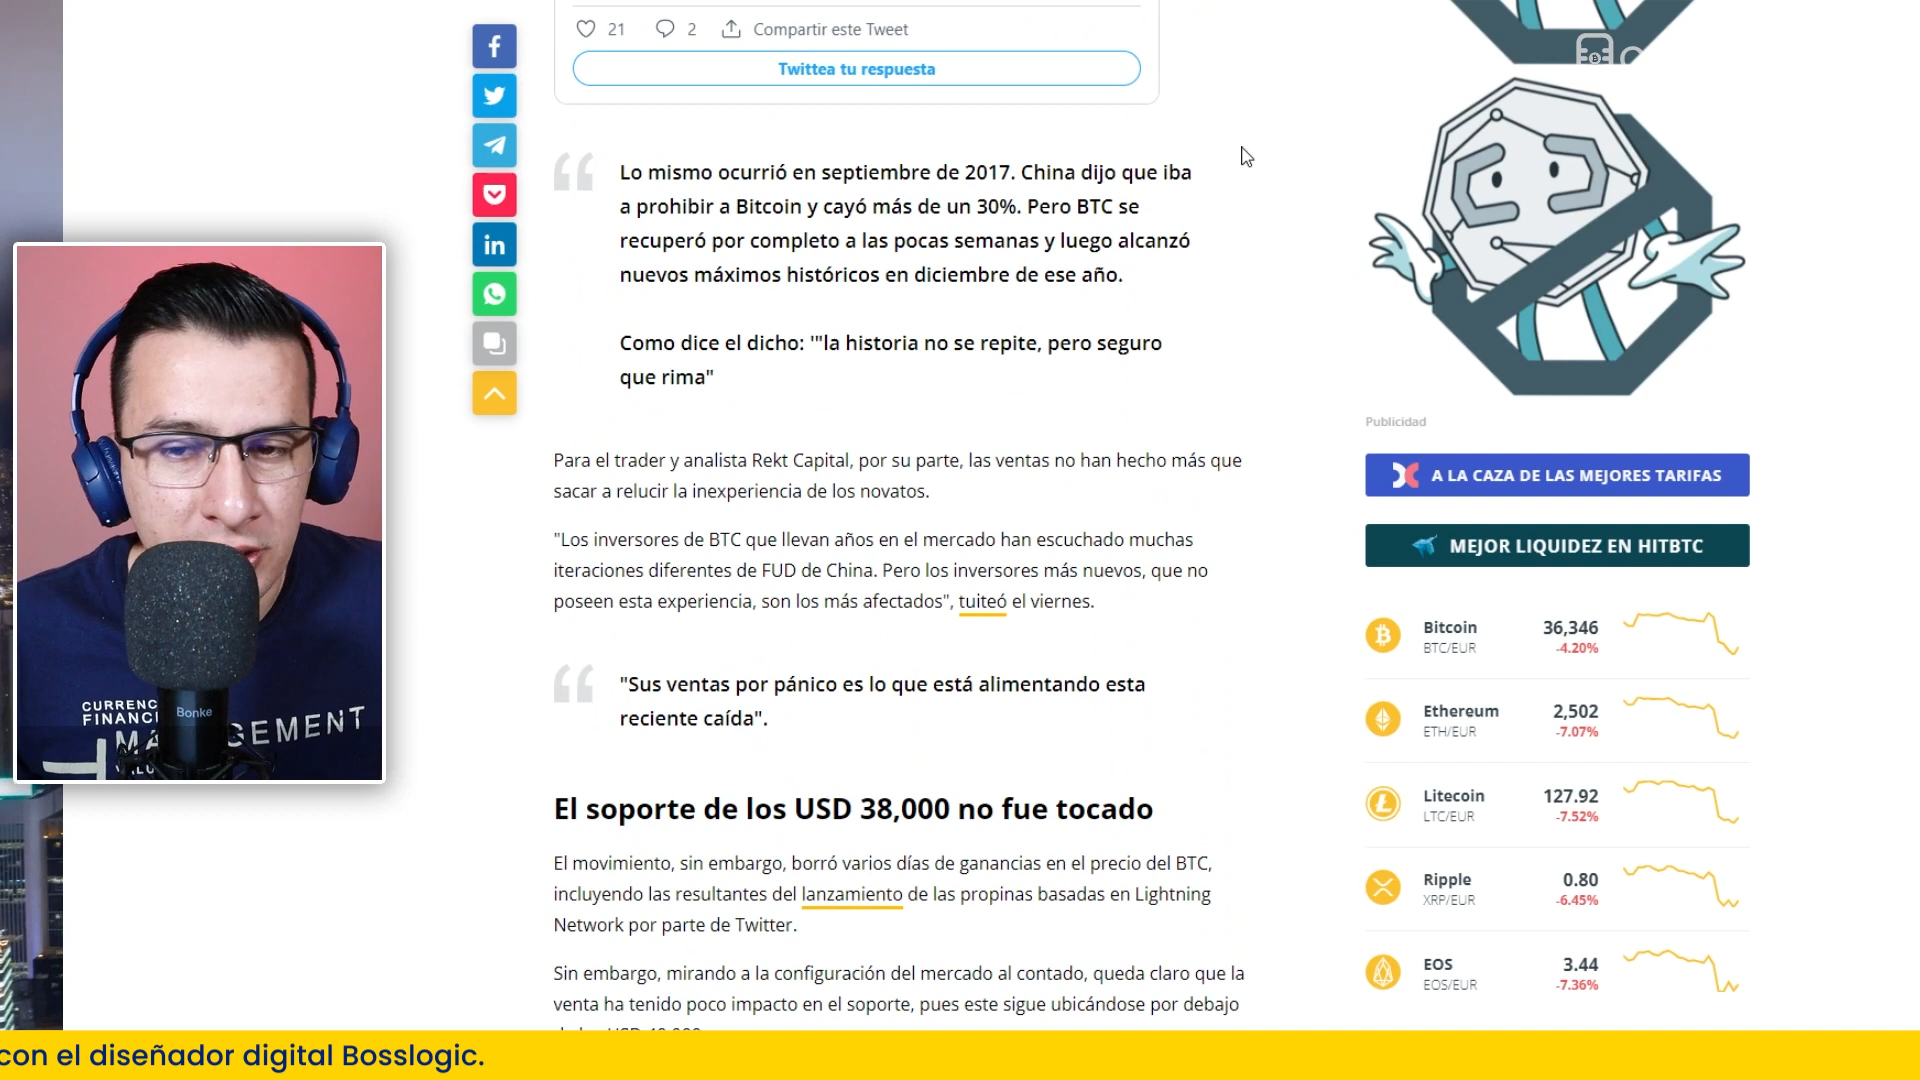 21
2
Compartir este Tweet
Twittea tu respuesta
Lo mismo ocurrió en septiembre de 2017. China dijo que iba
a prohibir a Bitcoin y cayó más de un 30%. Pero BTC se
recuperó por completo a las pocas semanas y luego alcanzó
nuevos máximos históricos en diciembre de ese año.
Como dice el dicho: '"la historia no se repite, pero seguro
que rima"
Para el trader y analista Rekt Capital, por su parte, las ventas no han hecho más que
sacar a relucir la inexperiencia de los novatos.
"Los inversores de BTC que llevan años en el mercado han escuchado muchas
iteraciones diferentes de FUD de China. Pero los inversores más nuevos, que no
poseen esta experiencia, son los más afectados", tuiteó el viernes.
"Sus ventas por pánico es lo que está alimentando esta
reciente caída".
El soporte de los USD 38,000 no fue tocado
El movimiento, sin embargo, borró varios días de ganancias en el precio del BTC,
incluyendo las resultantes del lanzamiento de las propinas basadas en Lightning
Network por parte de Twitter.
Sin embargo, mirando a la configuración del mercado al contado, queda claro que la
venta ha tenido poco impacto en el soporte, pues este sigue ubicándose por debajo
Publicidad
A LA CAZA DE LAS MEJORES TARIFAS
MEJOR LIQUIDEZ EN HITBTC
Bitcoin 36,346
BTC/EUR -4.20%
Ethereum 2,502
ETH/EUR -7.07%
Litecoin 127.92
LTC/EUR -7.52%
Ripple 0.80
XRP/EUR -6.45%
EOS 3.44
EOS/EUR -7.36%
Bonke
con el diseñador digital Bosslogic.